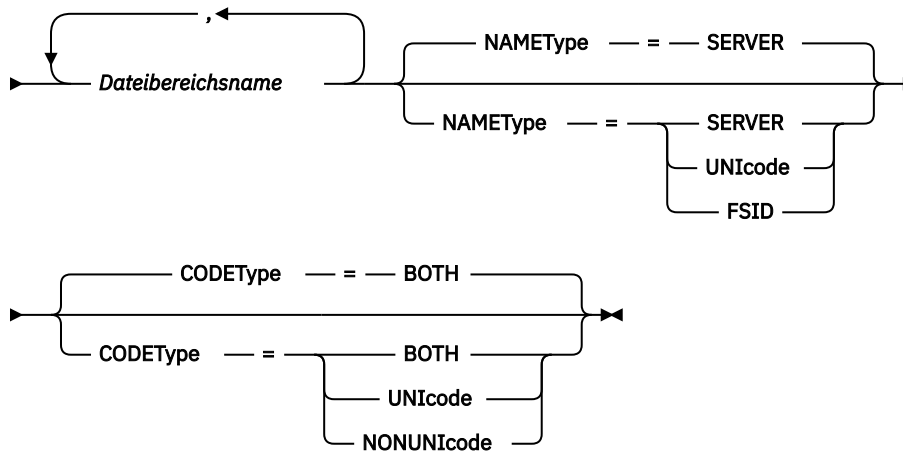 ,
NAMEType = SERVER
Dateibereichsname
NAMEType = SERVER
UNIcode
FSID
CODEType = BOTH
CODEType = BOTH
UNIcode
NONUNIcode